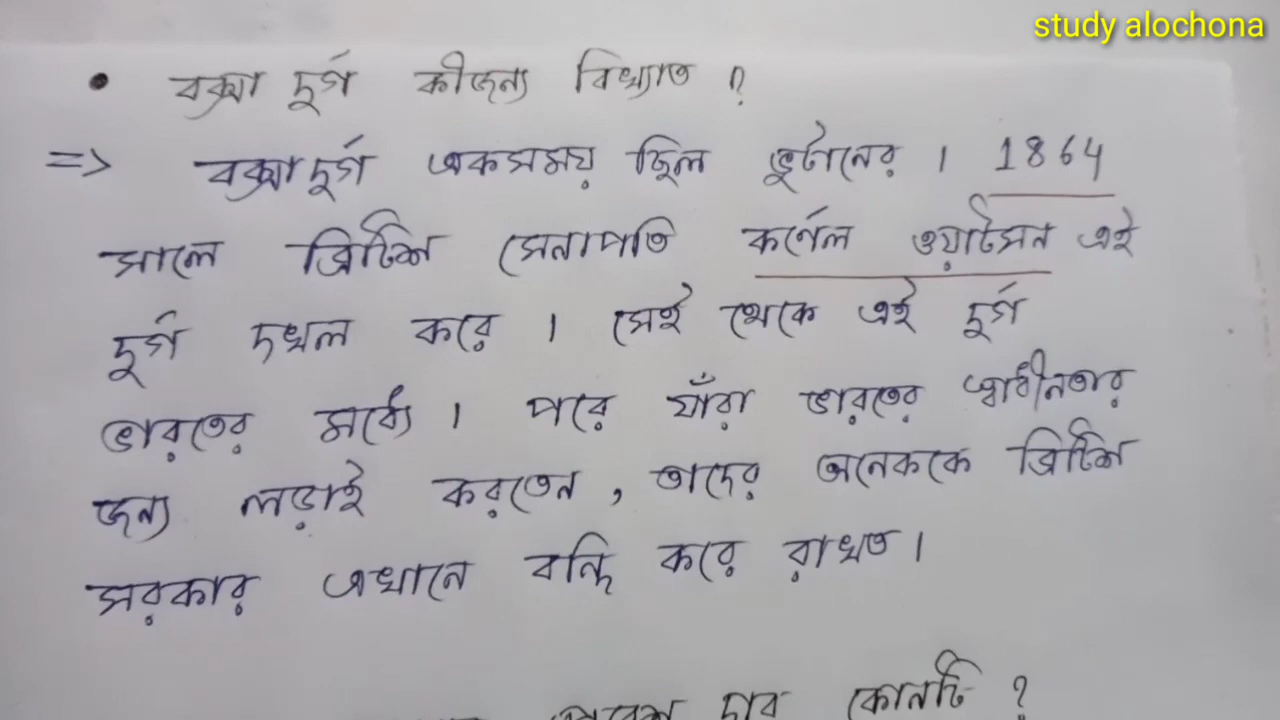 study alochona
• বক্সা দুর্গ কীজন্য বিখ্যাত ?
=> বক্সাদুর্গ একসময় ছিল ভুটানের । 1864
সালে ব্রিটিশ সেনাপতি কর্ণেল ওয়াটসন এই
দুর্গ দখল করে । সেই থেকে এই দুর্গ
ভারতের মধ্যে । পরে যাঁরা ভারতের স্বাধীনতার
জন্য লড়াই করতেন , তাদের অনেককে ব্রিটিশ
সরকার এখানে বন্দি করে রাখত ।
দ্বার কোনটি ?